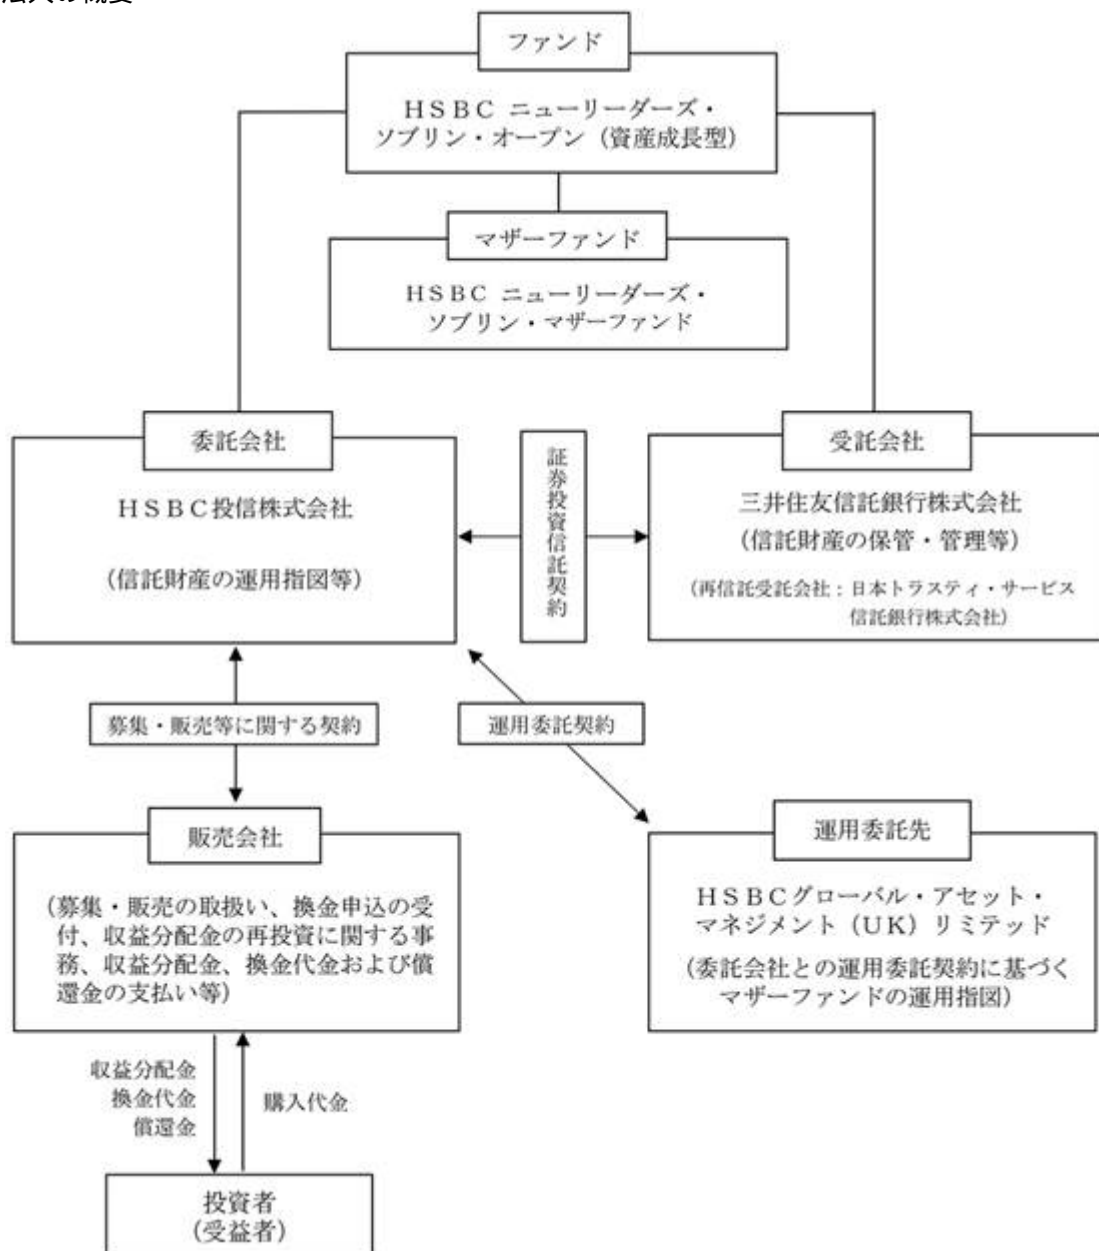 ファンド
HSBC ニューリーダーズ・
ソブリン・オープン（資産成長型）
マザーファンド
HSBC ニューリーダーズ・
ソブリン・マザーファンド
委託会社
HSBC投信株式会社
（信託財産の運用指図等）
証券投資信託契約
受託会社
三井住友信託銀行株式会社
（信託財産の保管・管理等）
（再信託受託会社：日本トラスティ・サービス
信託銀行株式会社）
募集・販売等に関する契約
運用委託契約
販売会社
（募集・販売の取扱い、換金申込の受
付、収益分配金の再投資に関する事
務、収益分配金、換金代金および償
還金の支払い等）
運用委託先
HSBCグローバル・アセット・
マネジメント（UK）リミテッド
（委託会社との運用委託契約に基づく
マザーファンドの運用指図）
収益分配金
換金代金
償還金
購入代金
投資者
（受益者）